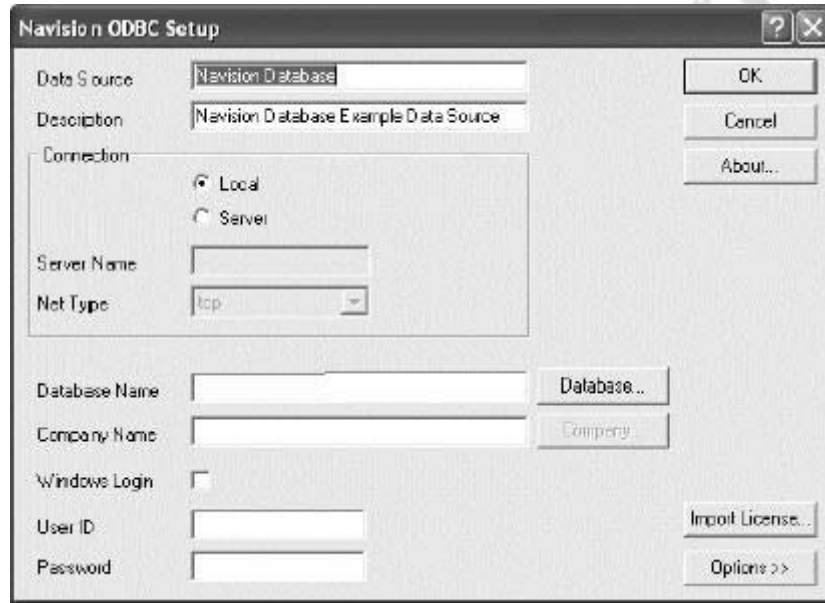 Navision ODBC Setup
Data Source
Navision Database
OK
Description
Navision Database Example Data Source
Cancel
Connection
About...
Local
Server
Server Name
Net Type
tcp
Database Name
Database...
Company Name
Company...
Windows Login
User ID
Import License...
Password
Options >>